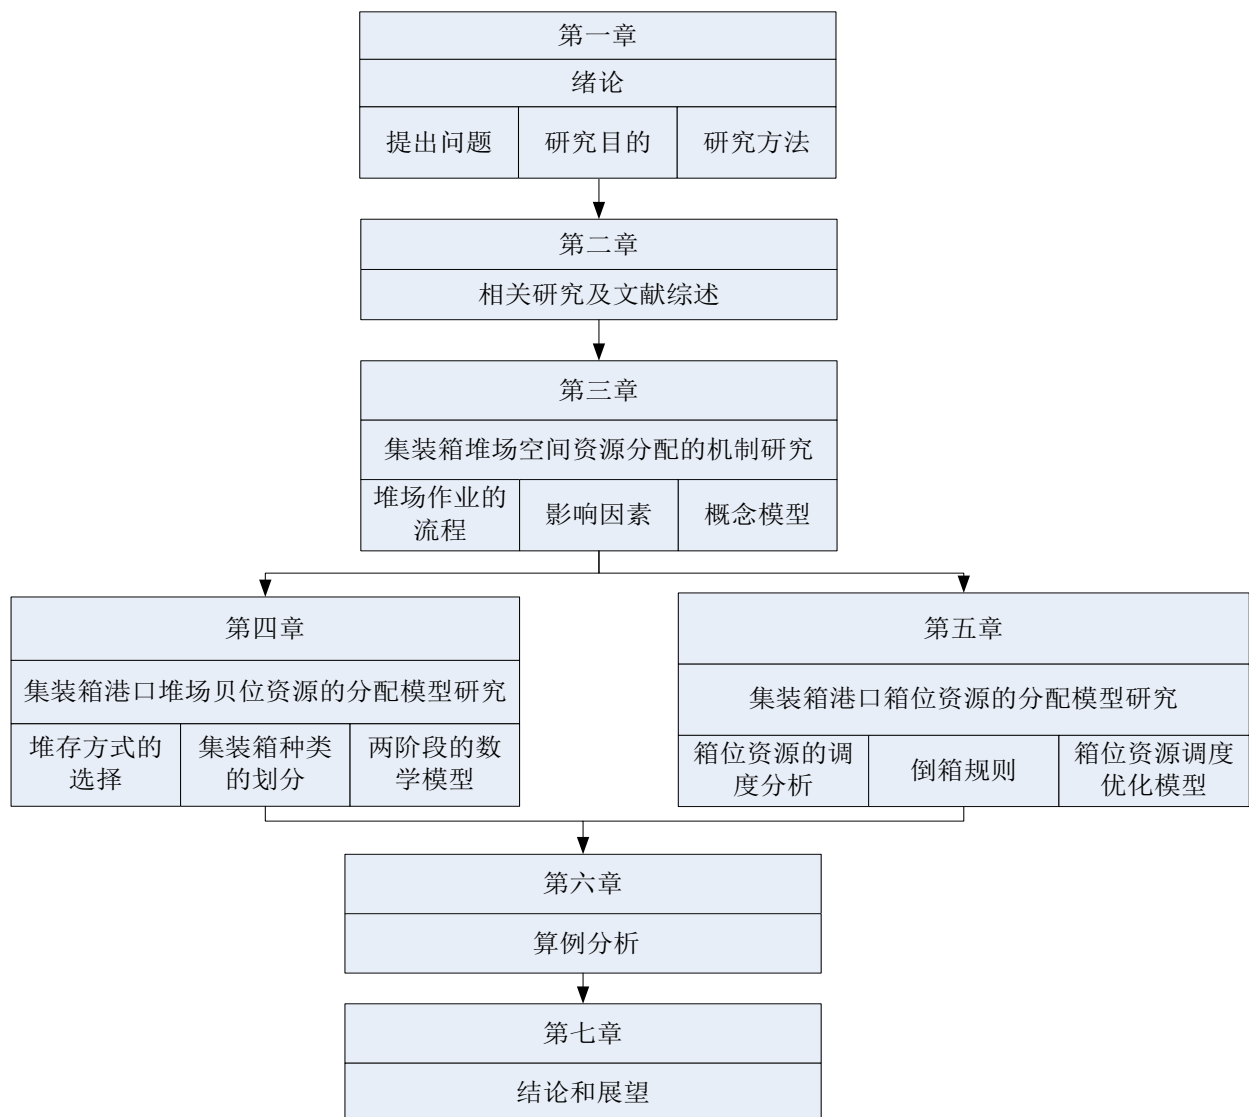 第一章
绪论
提出问题
研究目的
研究方法
第二章
相关研究及文献综述
第三章
集装箱堆场空间资源分配的机制研究
堆场作业的
流程
影响因素
概念模型
第四章
集装箱港口堆场贝位资源的分配模型研究
堆存方式的
选择
集装箱种类
的划分
两阶段的数
学模型
第五章
集装箱港口箱位资源的分配模型研究
箱位资源的调
度分析
倒箱规则
箱位资源调度
优化模型
第六章
算例分析
第七章
结论和展望